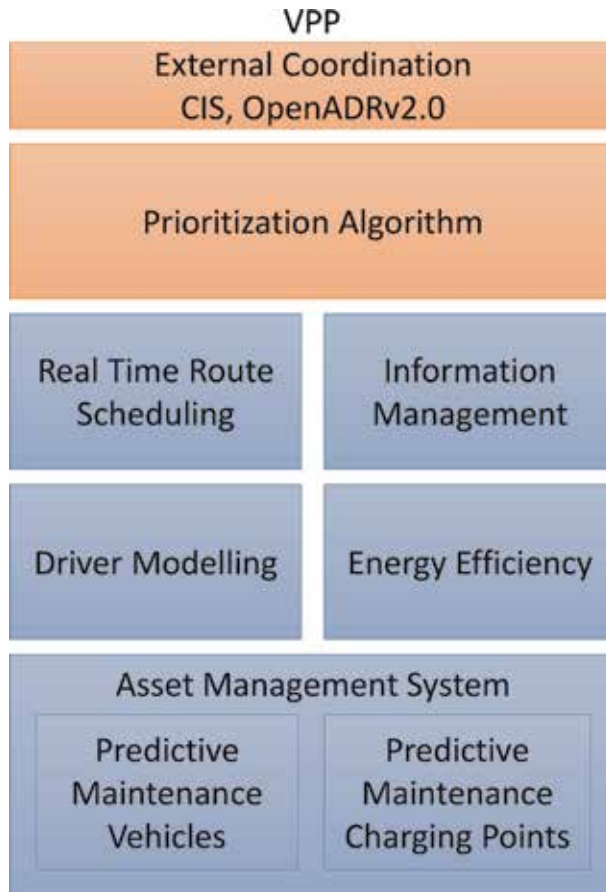 VPP
External Coordination
CIS, OpenADRv2.0
Prioritization Algorithm
Real Time Route
Scheduling
Information
Management
Driver Modelling
Energy Efficiency
Asset Management System
Predictive
Maintenance
Vehicles
Predictive
Maintenance
Charging Points